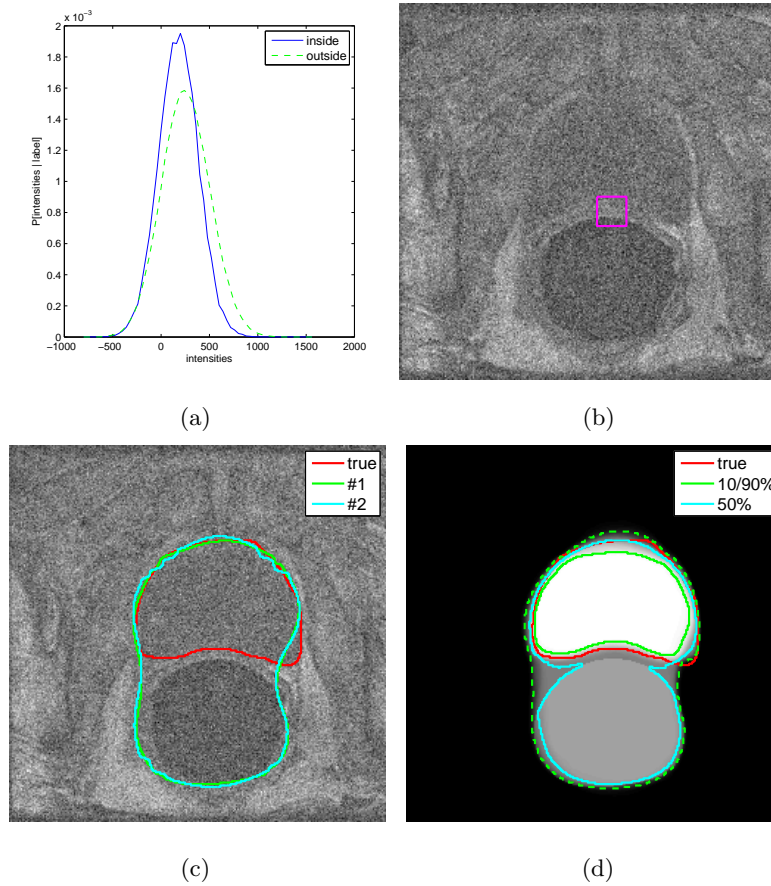 x 10⁻³
2
1.8
1.6
1.4
1.2
1
0.8
0.6
0.4
0.2
0
P[intensities | label]
−1000 −500 0 500 1000 1500 2000
intensities
inside
outside
(a)
(b)
true
#1
#2
(c)
true
10/90%
50%
(d)